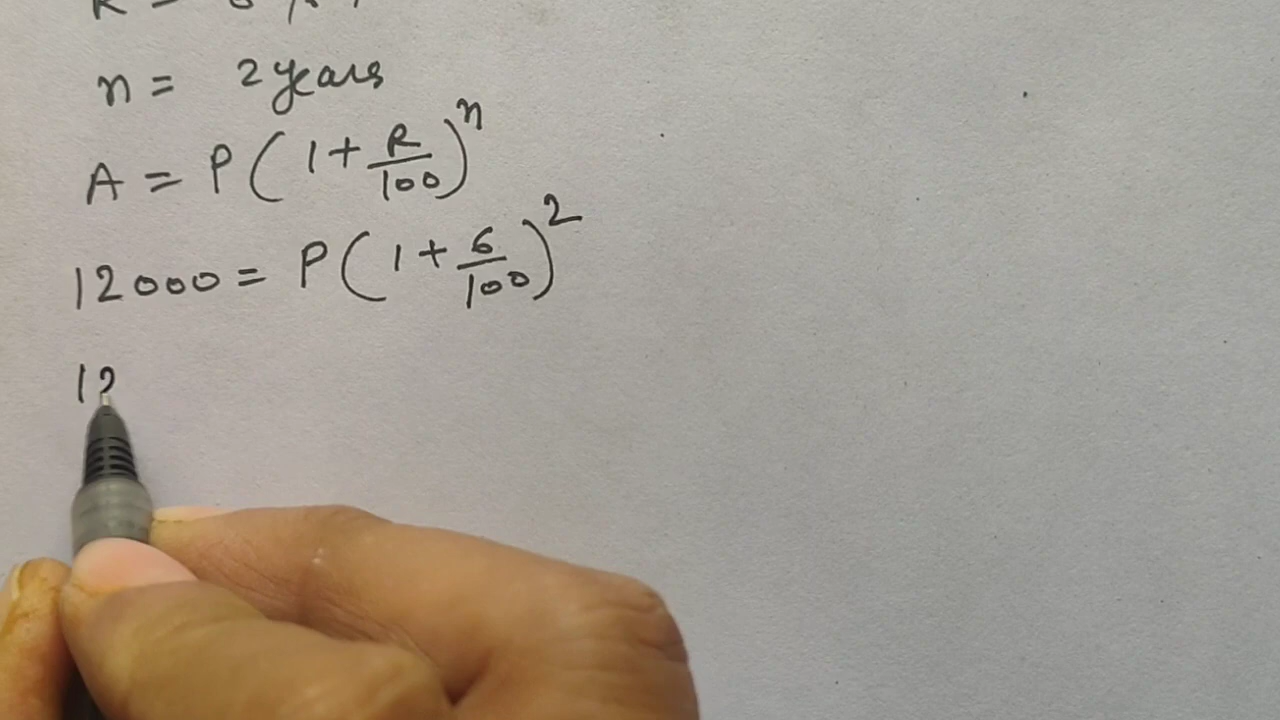 n = 2 years
A = P ( 1 + R/100 )^n
12000 = P ( 1 + 6/100 )^2
12